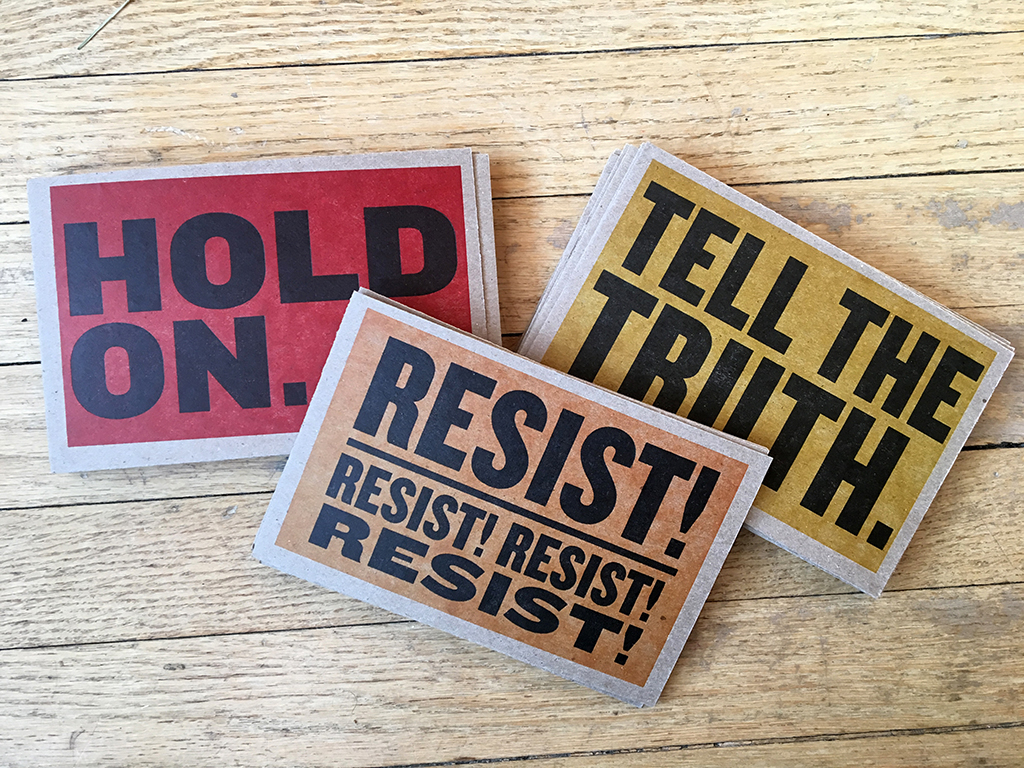 HOLD
ON.
RESIST!
RESIST! RESIST!
RESIST!
TELL THE
TRUTH.